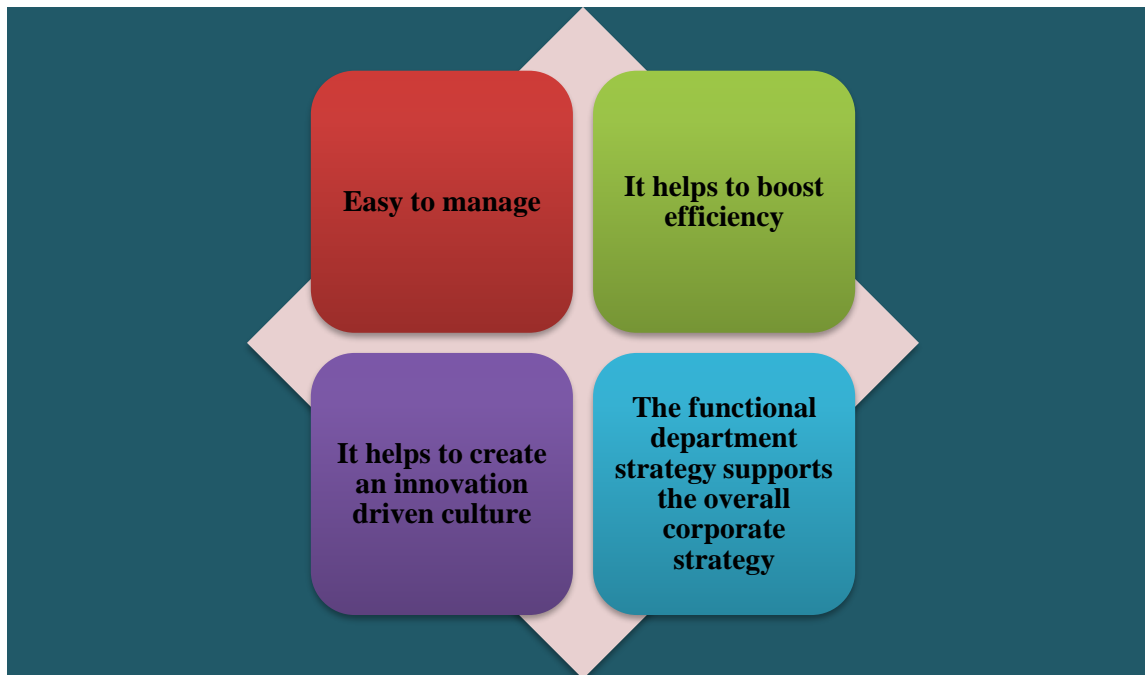 Easy to manage
It helps to boost
efficiency
It helps to create
an innovation
driven culture
The functional
department
strategy supports
the overall
corporate
strategy